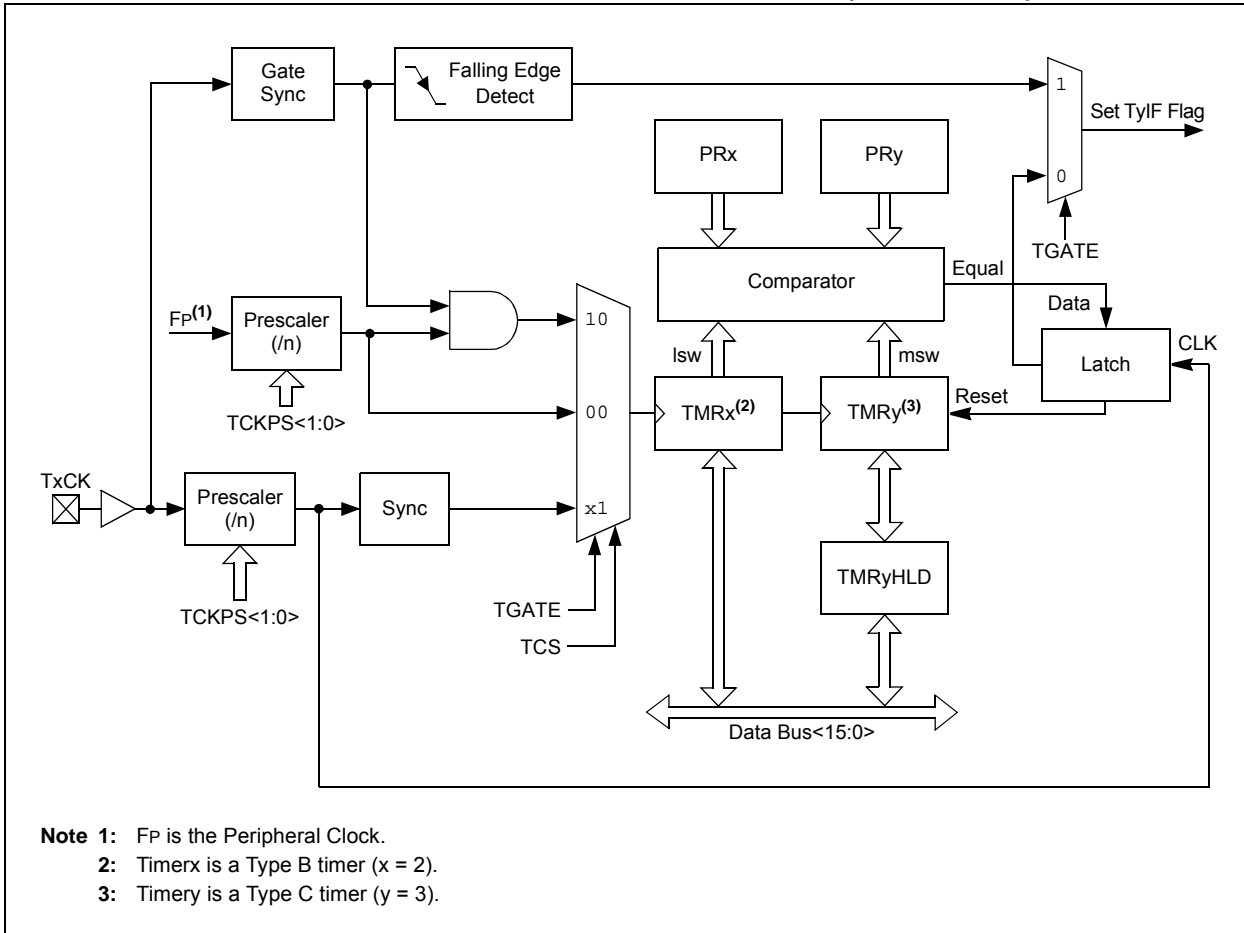 Gate
Sync
Falling Edge
Detect
1
Set TyIF Flag
PRx
PRy
0
TGATE
Comparator
Equal
Data
FP(1)
Prescaler
(/n)
10
lsw
msw
Latch
CLK
TCKPS<1:0>
00
TMRx(2)
TMRy(3)
Reset
TxCK
Prescaler
(/n)
Sync
x1
TMRyHLD
TCKPS<1:0>
TGATE
TCS
Data Bus<15:0>
Note 1: FP is the Peripheral Clock.
2: Timerx is a Type B timer (x = 2).
3: Timery is a Type C timer (y = 3).